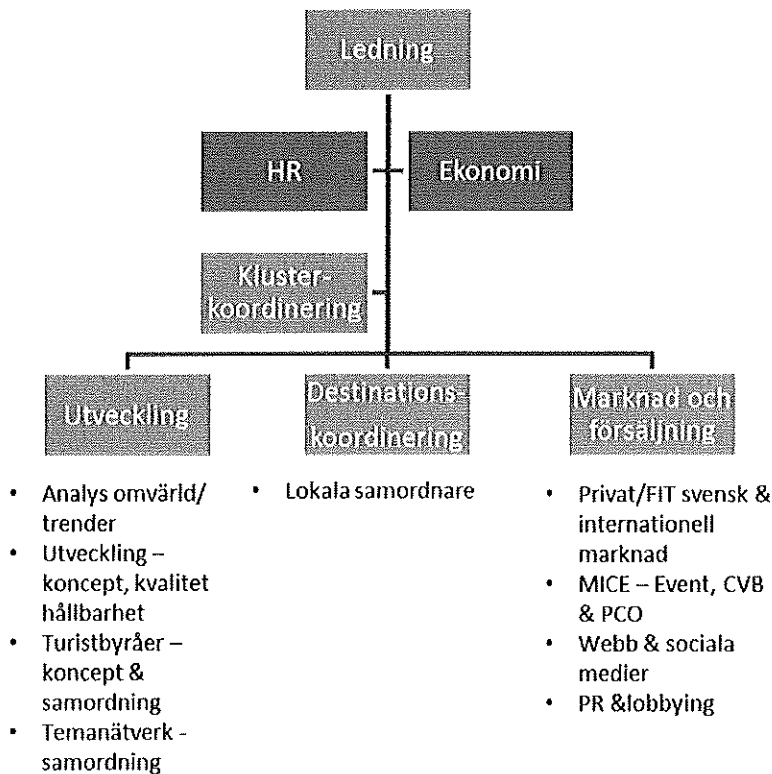 Ledning
HR
Ekonomi
Kluster-
koordinering
Utveckling
Destinations-
koordinering
Marknad och
försäljning
• Analys omvärld/
trender
• Utveckling –
koncept, kvalitet
hållbarhet
• Turistbyråer –
koncept &
samordning
• Temanätverk -
samordning
• Lokala samordnare
• Privat/FIT svensk &
internationell
marknad
• MICE – Event, CVB
& PCO
• Webb & sociala
medier
• PR &lobbying